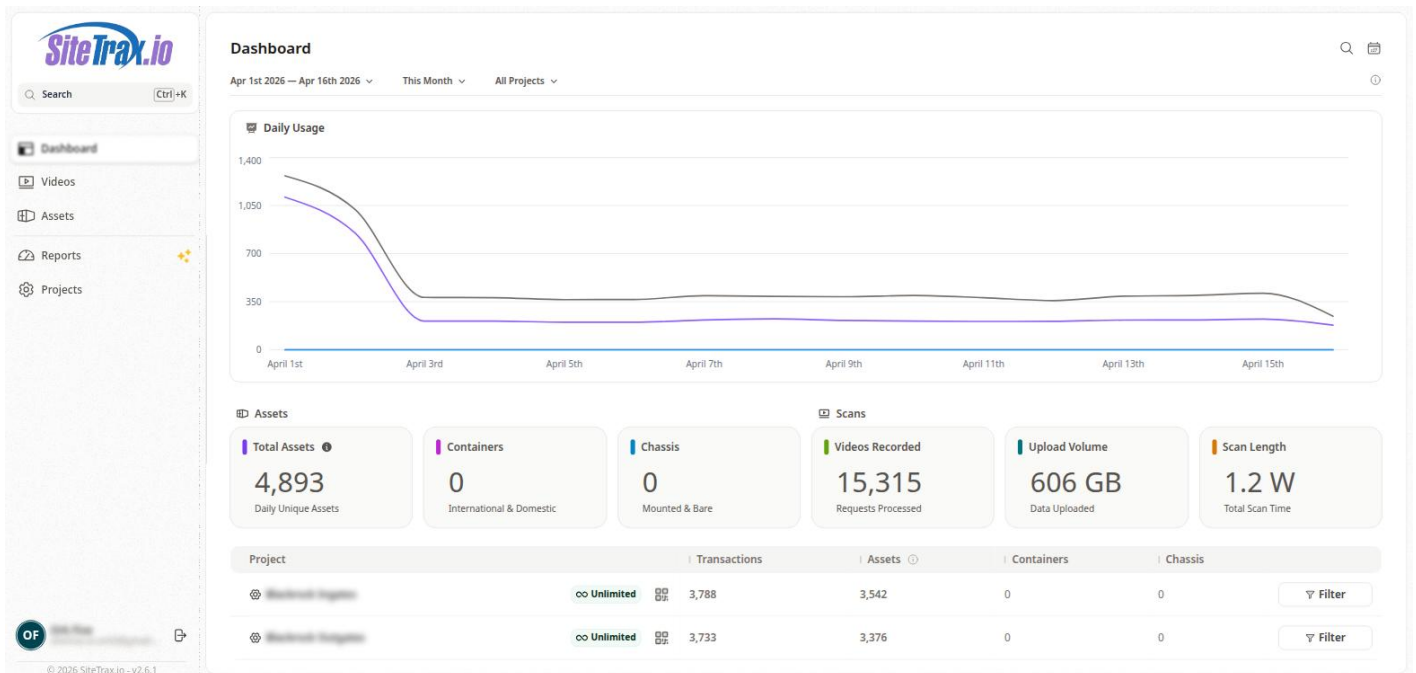 SiteTrax.io
Search Ctrl+K
Dashboard
Videos
Assets
Reports
Projects
OF
© 2026 SiteTrax.io - v2.6.1
Dashboard
Apr 1st 2026 — Apr 16th 2026 This Month All Projects
Daily Usage
1,400
1,050
700
350
0
April 1st April 3rd April 5th April 7th April 9th April 11th April 13th April 15th
Assets Scans
Total Assets Containers Chassis Videos Recorded Upload Volume Scan Length
4,893 0 0 15,315 606 GB 1.2 W
Daily Unique Assets International & Domestic Mounted & Bare Requests Processed Data Uploaded Total Scan Time
Project Transactions Assets Containers Chassis
Unlimited 3,788 3,542 0 0 Filter
Unlimited 3,733 3,376 0 0 Filter